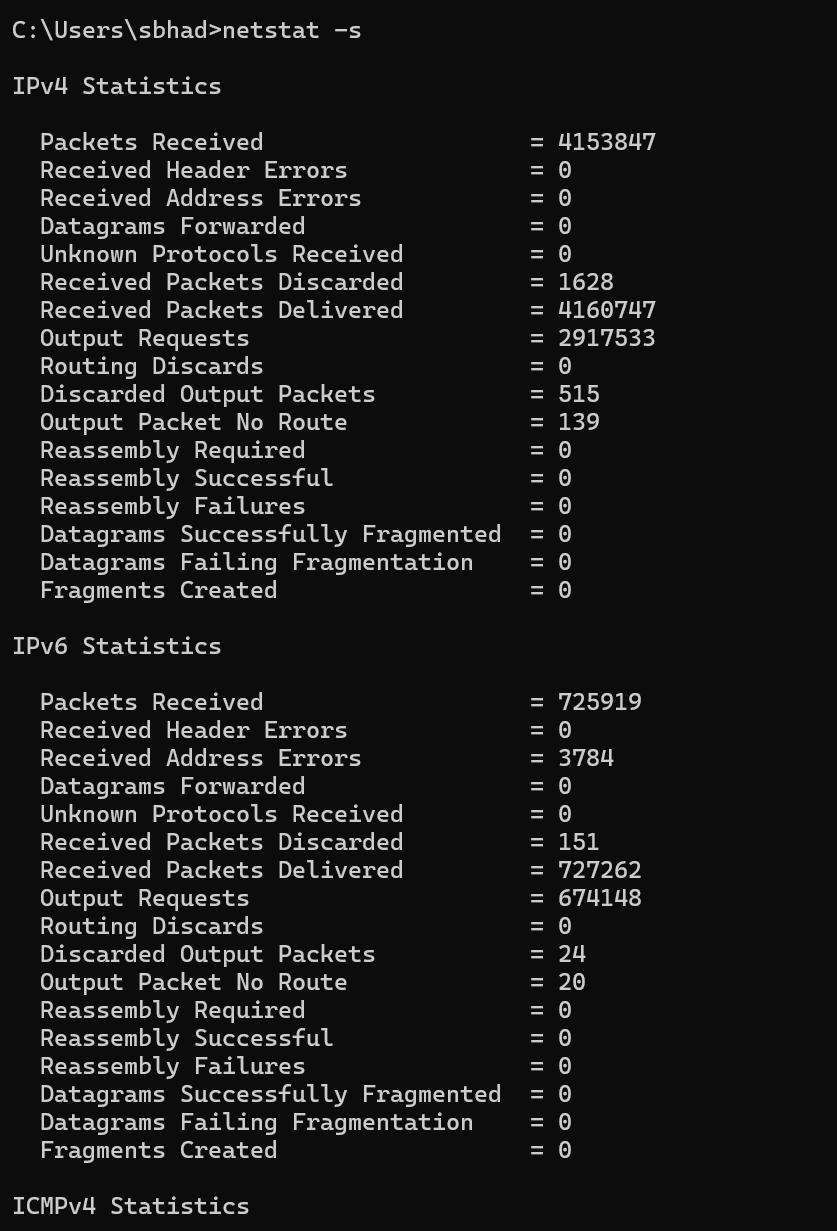 C:\Users\sbhad>netstat -s
IPv4 Statistics
Packets Received = 4153847
Received Header Errors = 0
Received Address Errors = 0
Datagrams Forwarded = 0
Unknown Protocols Received = 0
Received Packets Discarded = 1628
Received Packets Delivered = 4160747
Output Requests = 2917533
Routing Discards = 0
Discarded Output Packets = 515
Output Packet No Route = 139
Reassembly Required = 0
Reassembly Successful = 0
Reassembly Failures = 0
Datagrams Successfully Fragmented = 0
Datagrams Failing Fragmentation = 0
Fragments Created = 0
IPv6 Statistics
Packets Received = 725919
Received Header Errors = 0
Received Address Errors = 3784
Datagrams Forwarded = 0
Unknown Protocols Received = 0
Received Packets Discarded = 151
Received Packets Delivered = 727262
Output Requests = 674148
Routing Discards = 0
Discarded Output Packets = 24
Output Packet No Route = 20
Reassembly Required = 0
Reassembly Successful = 0
Reassembly Failures = 0
Datagrams Successfully Fragmented = 0
Datagrams Failing Fragmentation = 0
Fragments Created = 0
ICMPv4 Statistics